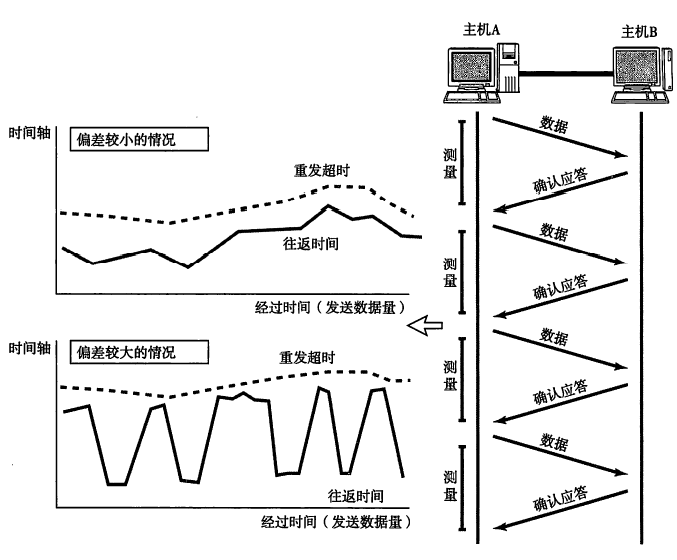 主机A
主机B
时间轴
偏差较小的情况
重发超时
往返时间
经过时间（发送数据量）
时间轴
偏差较大的情况
重发超时
往返时间
经过时间（发送数据量）
测量
数据
确认应答
测量
数据
确认应答
测量
数据
确认应答
测量
数据
确认应答